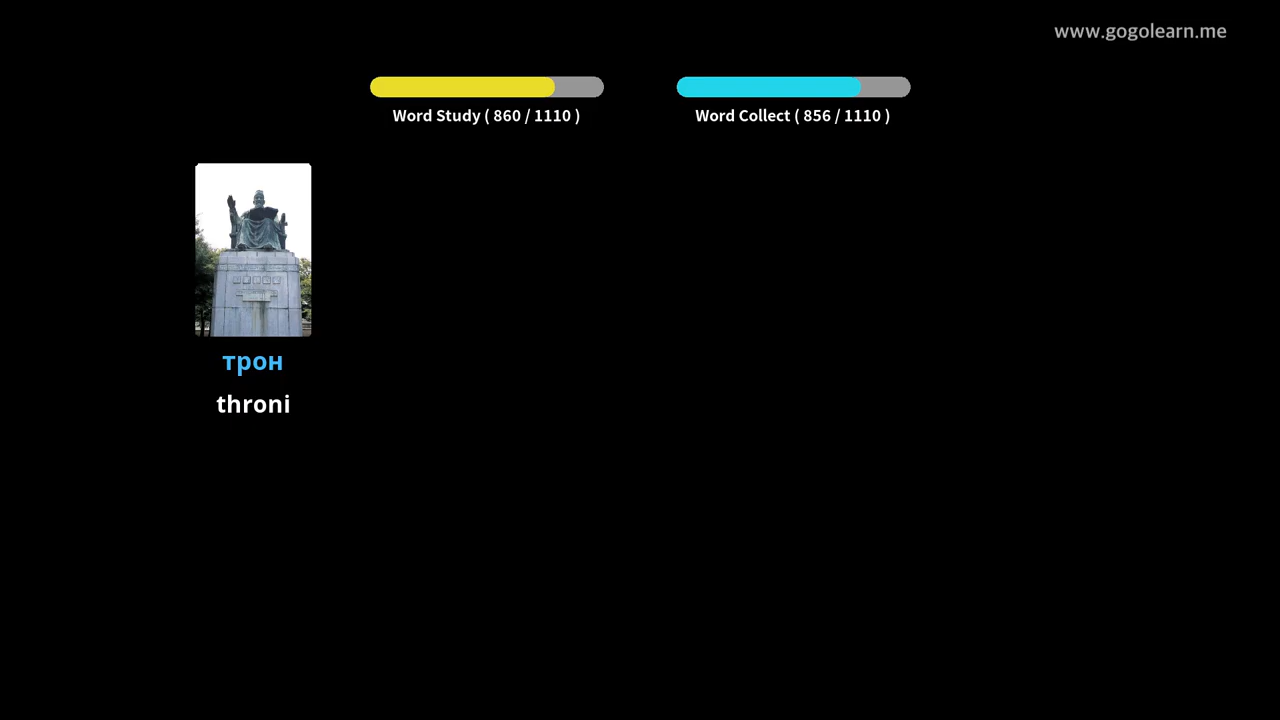 www.gogolearn.me
Word Study ( 860 / 1110 )
Word Collect ( 856 / 1110 )
трон
throni